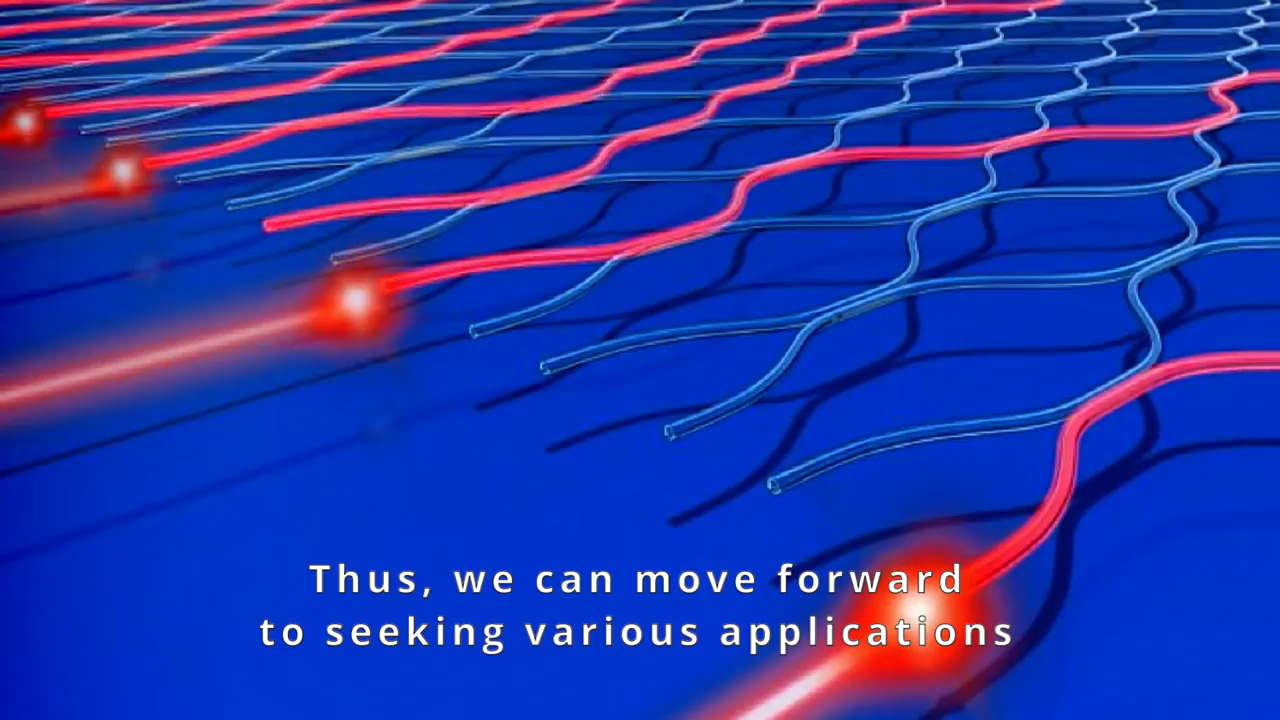 Thus, we can move forward
to seeking various applications